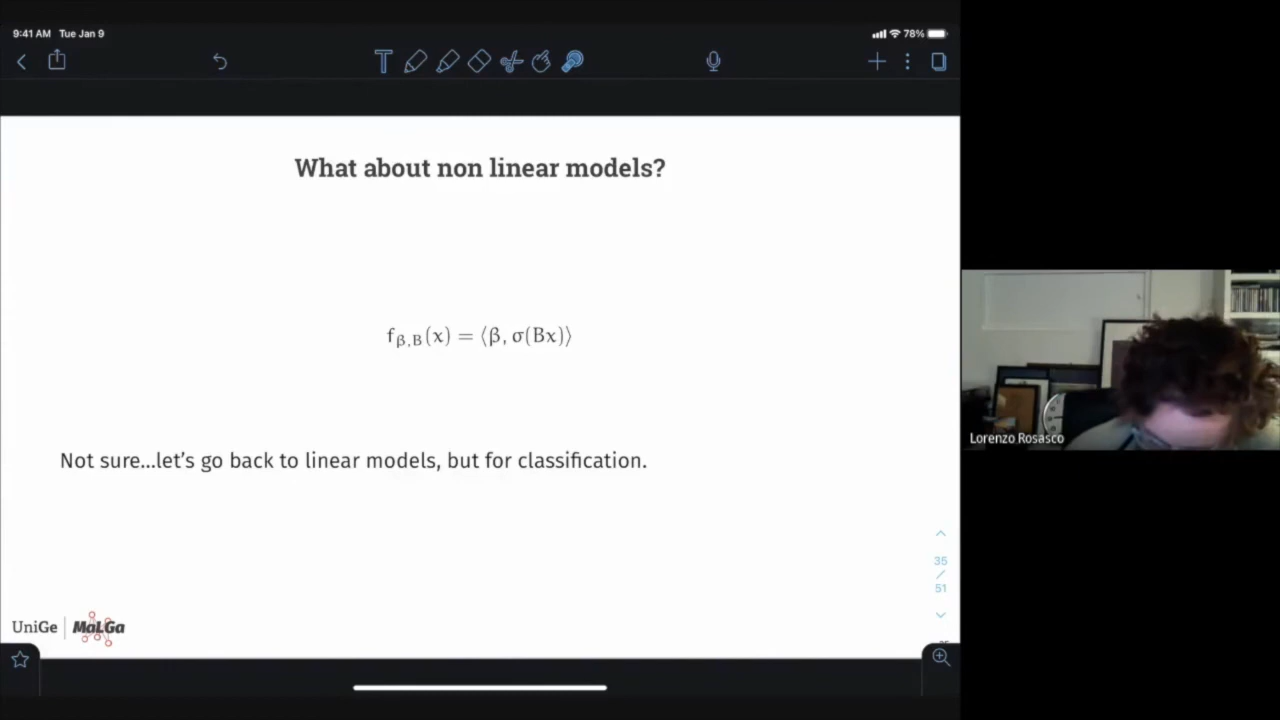 9:41 AM Tue Jan 9
78%
What about non linear models?
f_{β,B}(x) = ⟨β, σ(Bx)⟩
Not sure...let's go back to linear models, but for classification.
Lorenzo Rosasco
35
/
51
UniGe | MaLGa